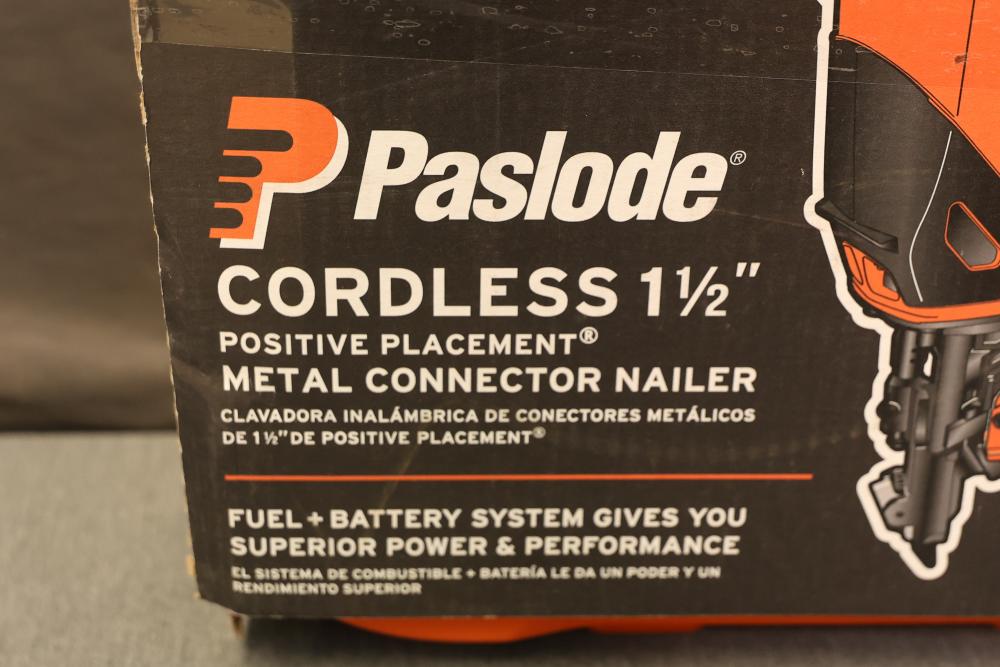 Paslode®
CORDLESS 1½"
POSITIVE PLACEMENT®
METAL CONNECTOR NAILER
CLAVADORA INALÁMBRICA DE CONECTORES METÁLICOS
DE 1½" DE POSITIVE PLACEMENT®
FUEL + BATTERY SYSTEM GIVES YOU
SUPERIOR POWER & PERFORMANCE
EL SISTEMA DE COMBUSTIBLE + BATERÍA LE DA UN PODER Y UN
RENDIMIENTO SUPERIOR